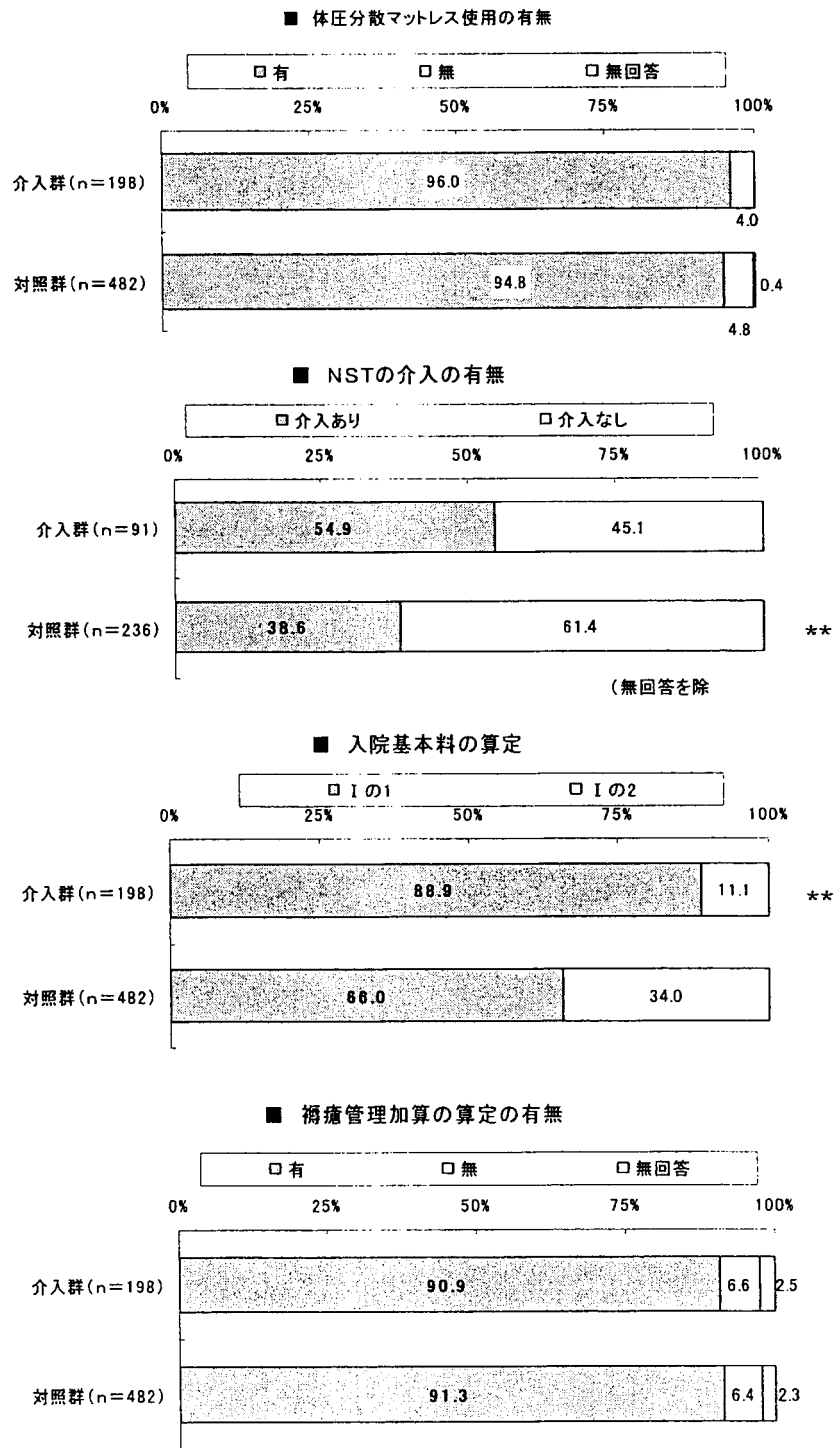 ■ 体圧分散マットレス使用の有無
有 無 無回答
0% 25% 50% 75% 100%
介入群(n=198) 96.0 4.0
対照群(n=482) 94.8 4.8 0.4
■ NSTの介入の有無
介入あり 介入なし
0% 25% 50% 75% 100%
介入群(n=91) 54.9 45.1
対照群(n=236) 38.6 61.4 **
(無回答を除
■ 入院基本料の算定
Ⅰの1 Ⅰの2
0% 25% 50% 75% 100%
介入群(n=198) 88.9 11.1 **
対照群(n=482) 66.0 34.0
■ 褥瘡管理加算の算定の有無
有 無 無回答
0% 25% 50% 75% 100%
介入群(n=198) 90.9 6.6 2.5
対照群(n=482) 91.3 6.4 2.3